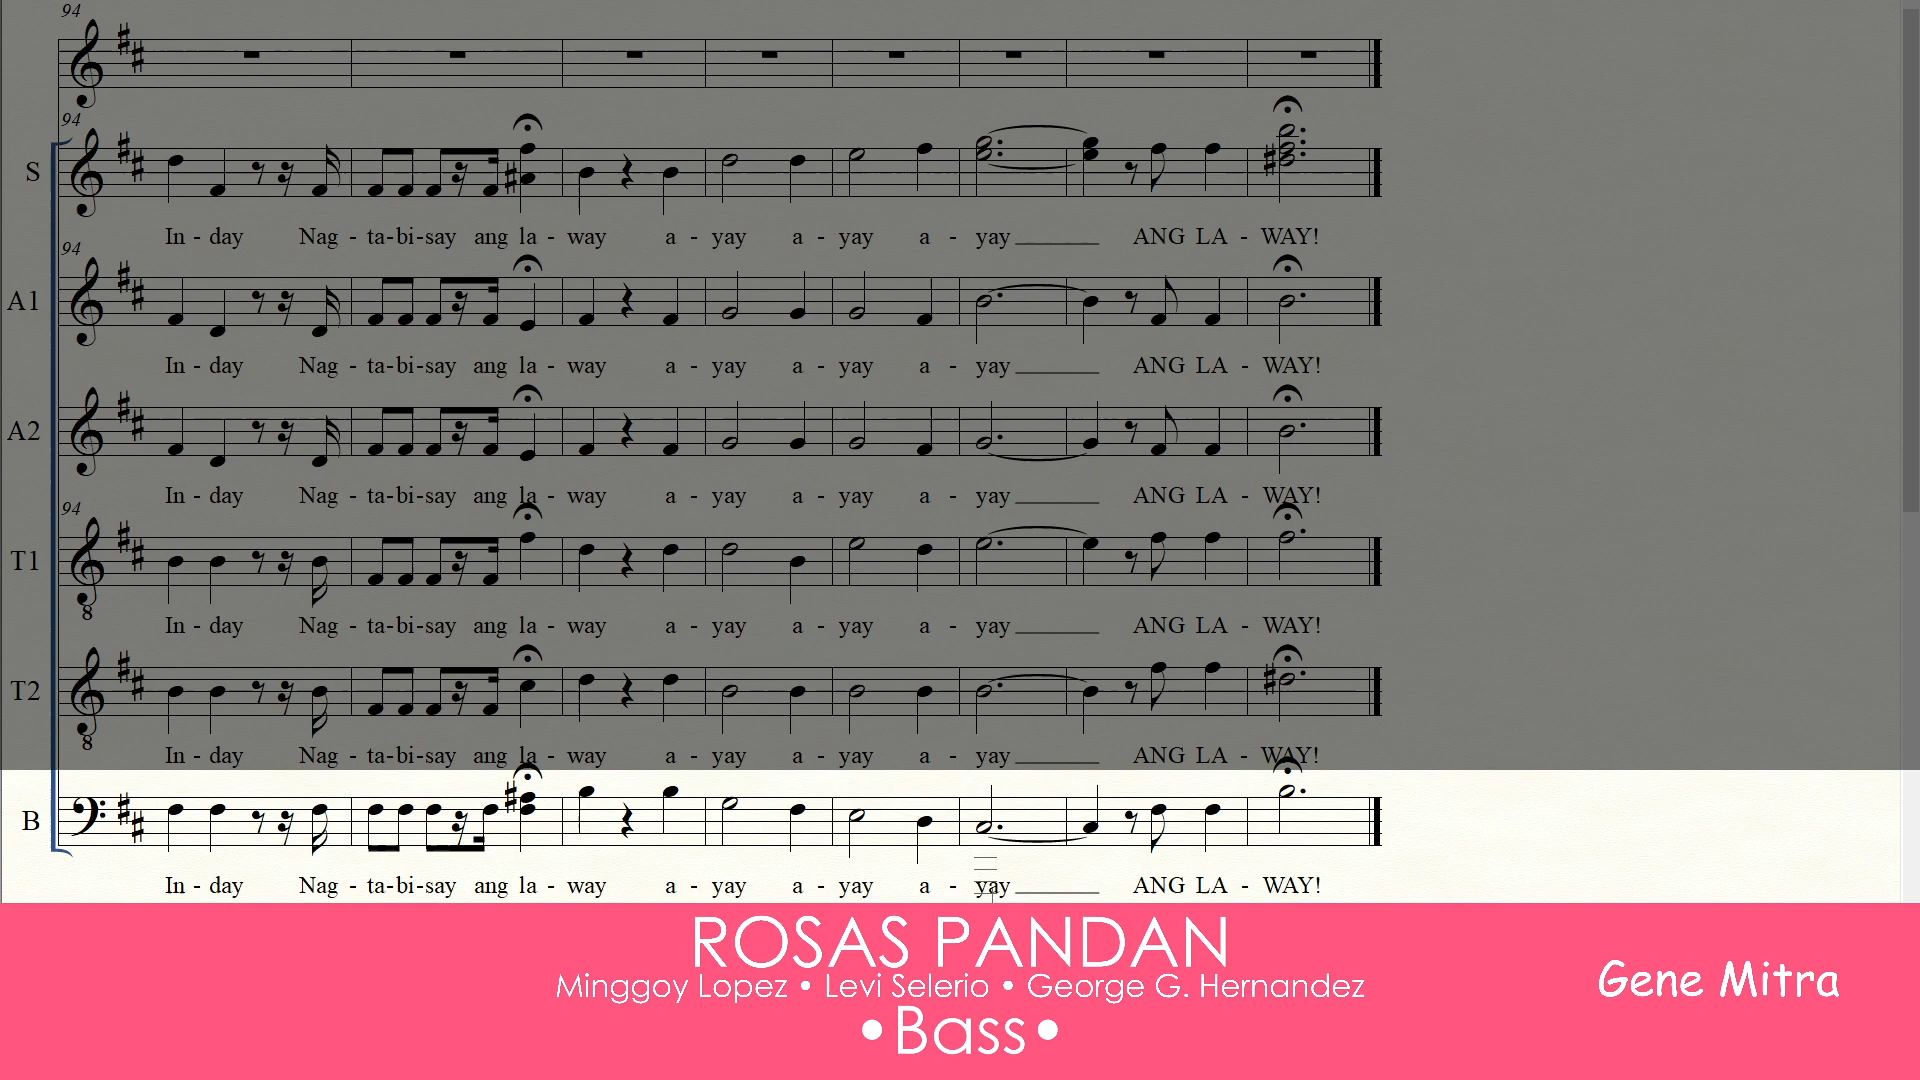 94
94
S
In - day Nag - ta-bi-say ang la - way a - yay a - yay a - yay ANG LA - WAY!
94
A1
In - day Nag - ta-bi-say ang la - way a - yay a - yay a - yay ANG LA - WAY!
A2
In - day Nag - ta-bi-say ang la - way a - yay a - yay a - yay ANG LA - WAY!
94
T1
8
In - day Nag - ta-bi-say ang la - way a - yay a - yay a - yay ANG LA - WAY!
T2
8
In - day Nag - ta-bi-say ang la - way a - yay a - yay a - yay ANG LA - WAY!
B
In - day Nag - ta-bi-say ang la - way a - yay a - yay a - yay ANG LA - WAY!
ROSAS PANDAN
Minggoy Lopez • Levi Selerio • George G. Hernandez
Gene Mitra
•Bass•